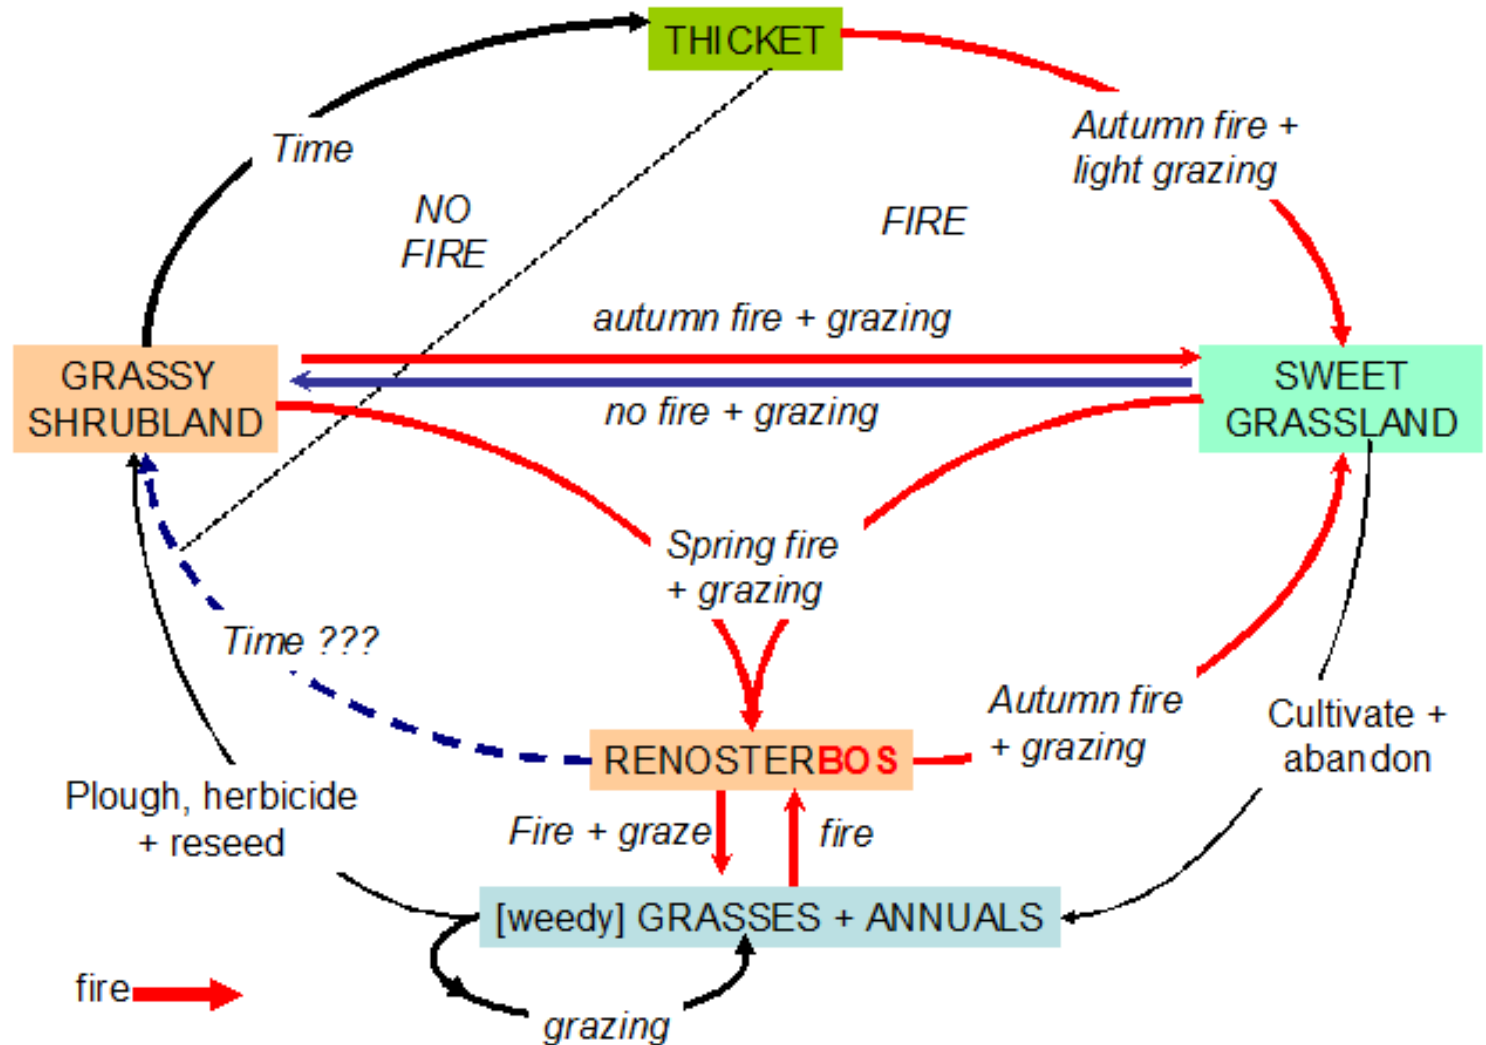 THICKET
Autumn fire +
light grazing
Time
NO
FIRE
FIRE
autumn fire + grazing
GRASSY
SHRUBLAND
SWEET
GRASSLAND
no fire + grazing
Spring fire
+ grazing
Time ???
Autumn fire
+ grazing
Cultivate +
abandon
RENOSTERBOS
Plough, herbicide
+ reseed
Fire + graze
fire
[weedy] GRASSES + ANNUALS
fire
grazing